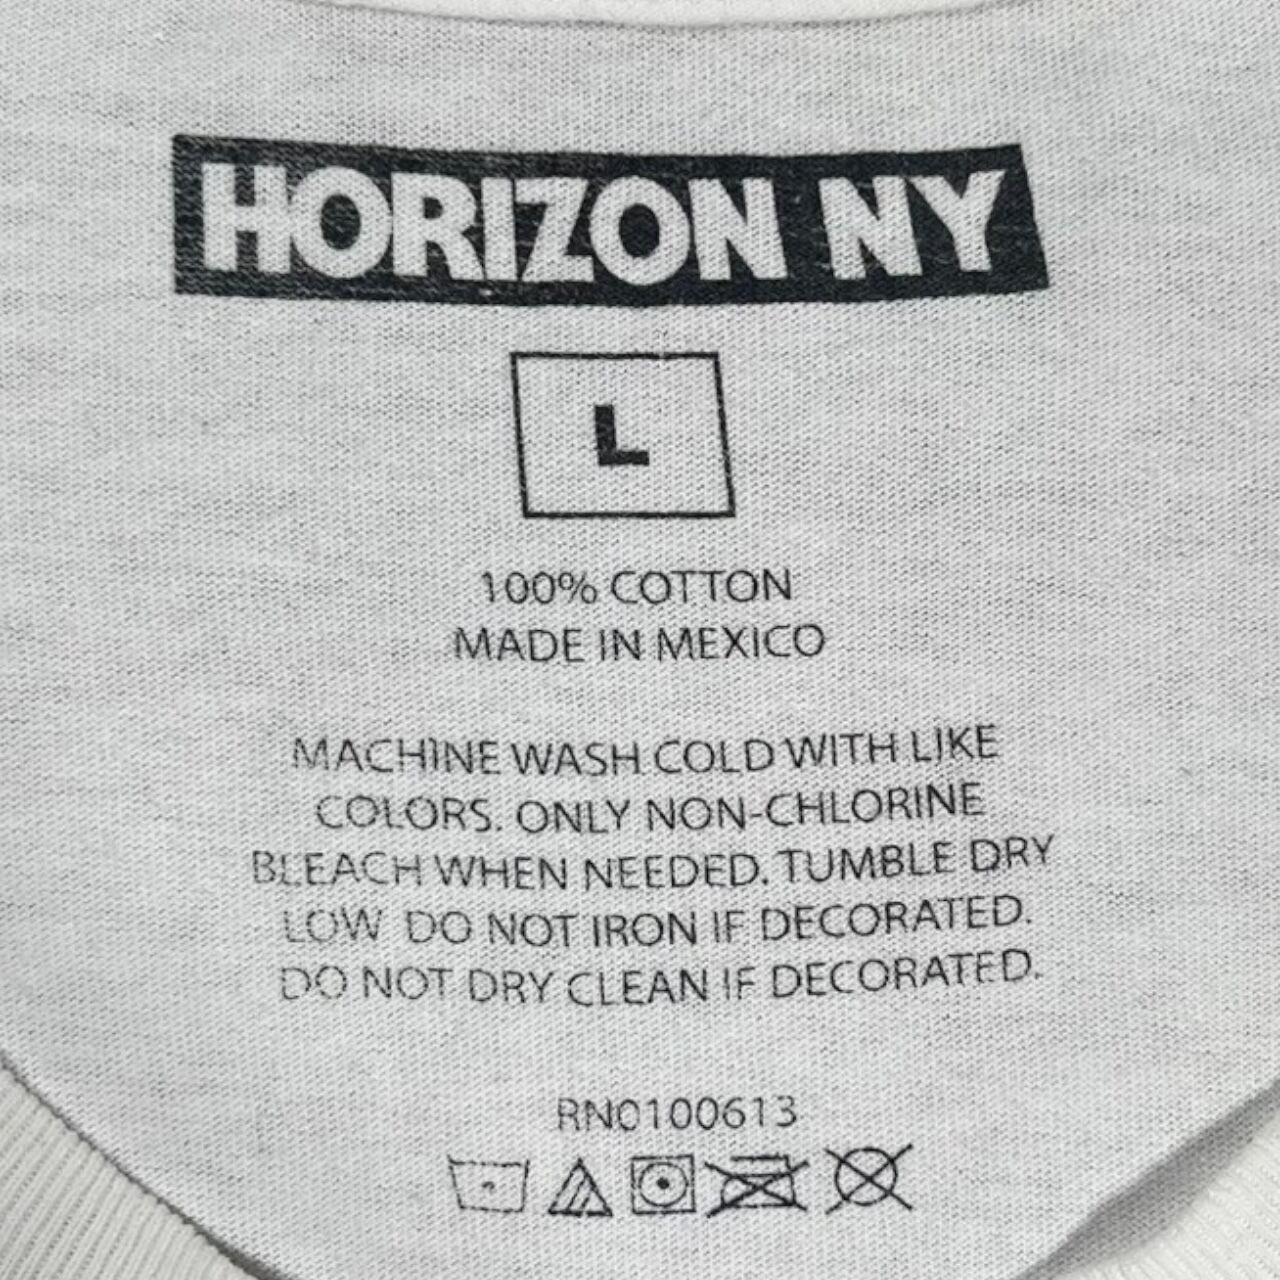 HORIZON NY
L
100% COTTON
MADE IN MEXICO
MACHINE WASH COLD WITH LIKE
COLORS. ONLY NON-CHLORINE
BLEACH WHEN NEEDED. TUMBLE DRY
LOW DO NOT IRON IF DECORATED.
DO NOT DRY CLEAN IF DECORATED.
RN0100613